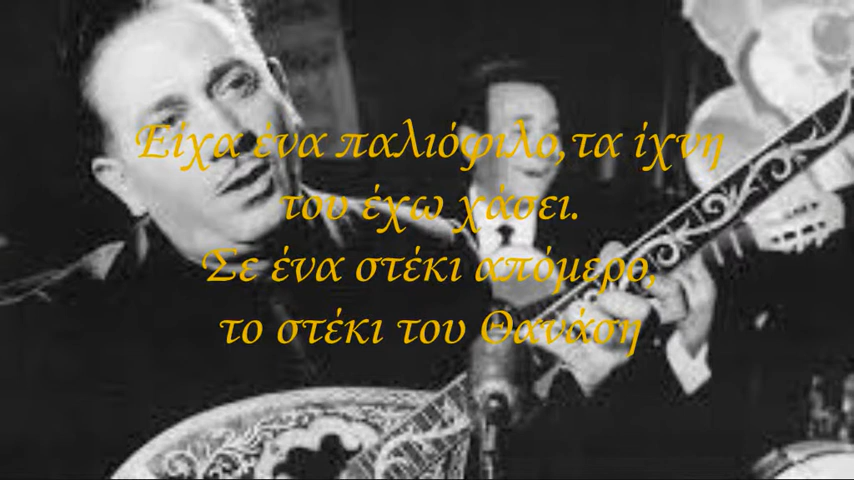 Είχα ένα παλιόφιλο,τα ίχνη
του έχω χάσει.
Σε ένα στέκι απόμερο,
το στέκι του Θανάση